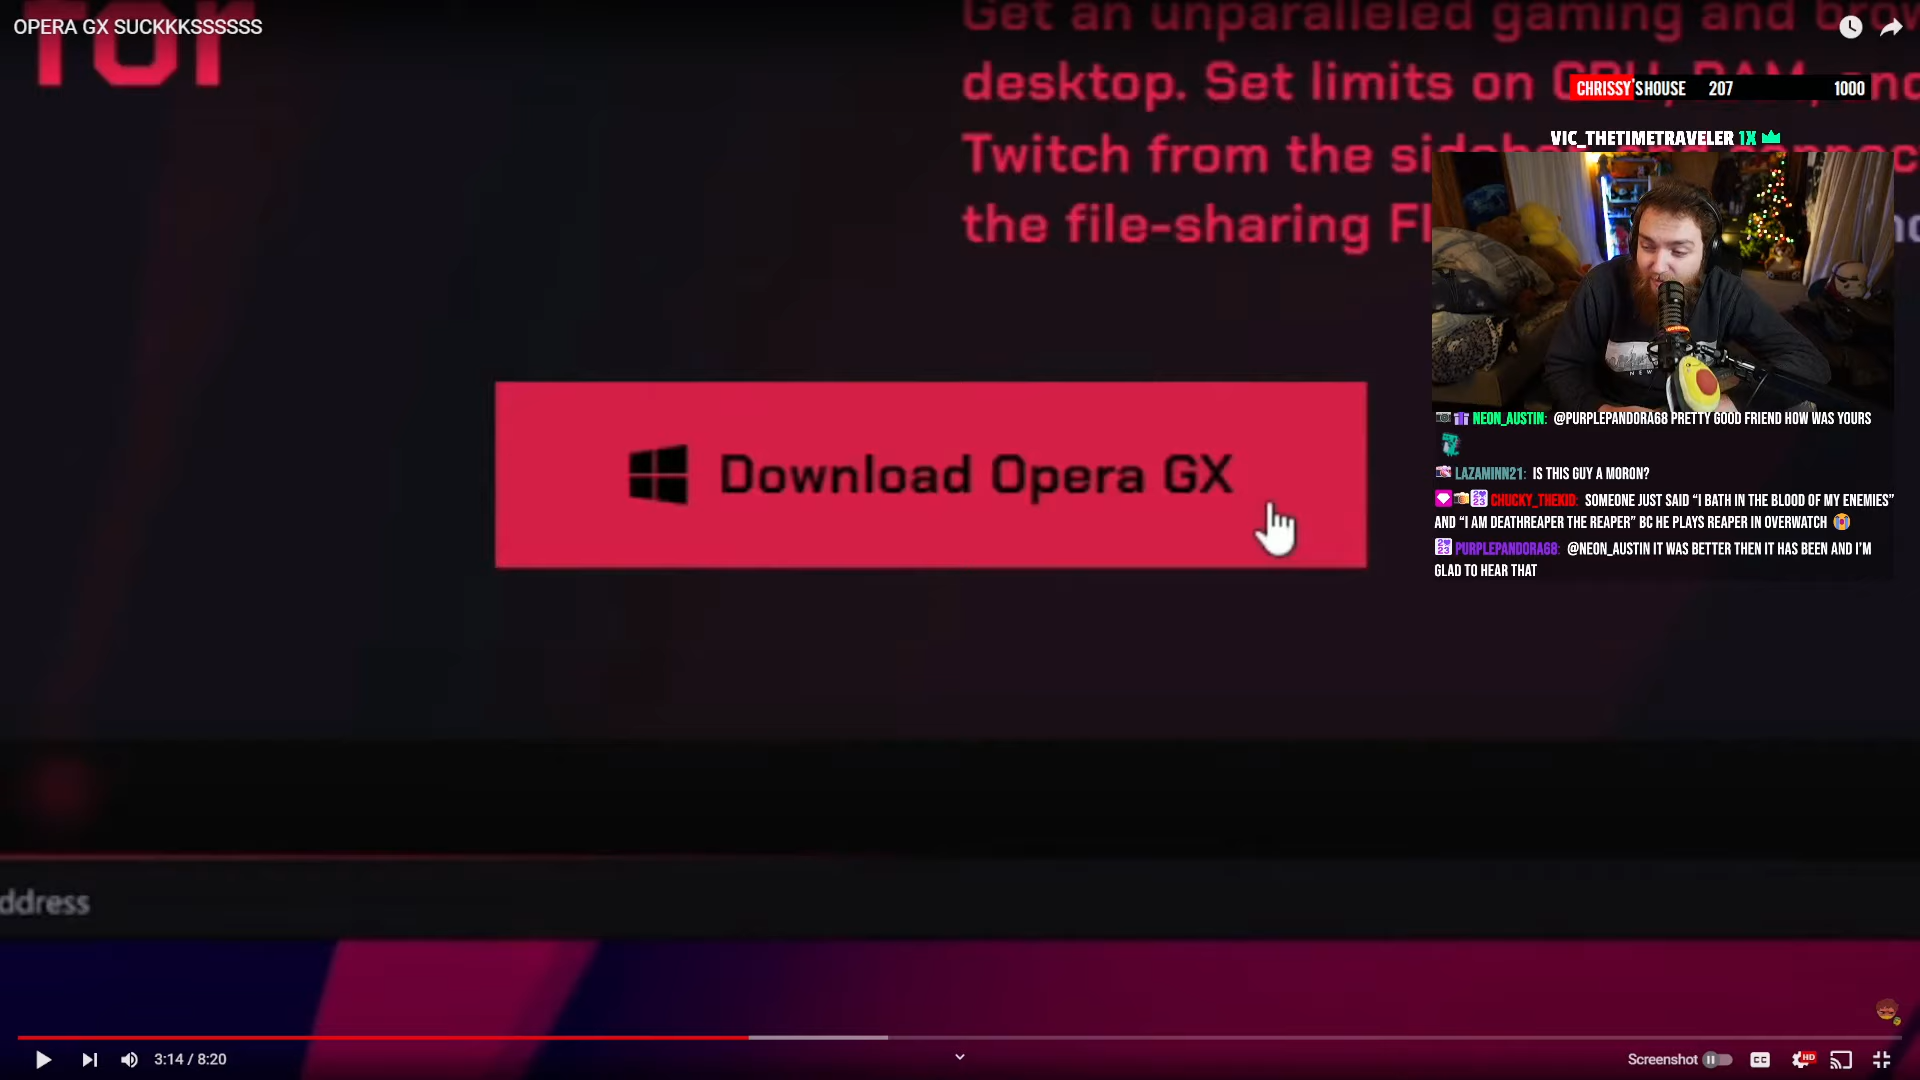 OPERA GX SUCKKKSSSSSS
for
Get an unparalleled gaming and brow
desktop. Set limits on
Twitch from the
the file-sharing Fl
CHRISSY'S HOUSE 207 1000
VIC_THETIMETRAVELER 1X
Download Opera GX
NEON_AUSTIN: @PURPLEPANDORA68 PRETTY GOOD FRIEND HOW WAS YOURS
LAZAMINN21: IS THIS GUY A MORON?
CHUCKY_THEKID: SOMEONE JUST SAID "I BATH IN THE BLOOD OF MY ENEMIES"
AND "I AM DEATHREAPER THE REAPER" BC HE PLAYS REAPER IN OVERWATCH
PURPLEPANDORA68: @NEON_AUSTIN IT WAS BETTER THEN IT HAS BEEN AND I'M
GLAD TO HEAR THAT
ddress
3:14 / 8:20
Screenshot
CC
HD